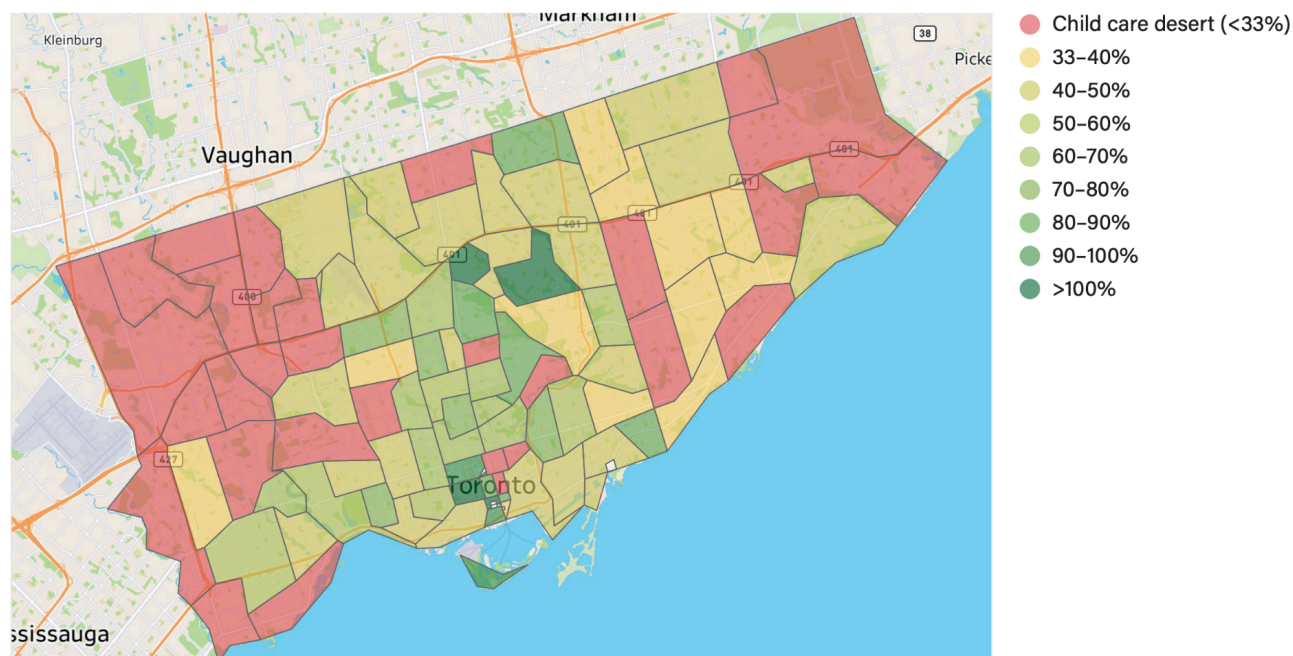 Markham
Kleinburg
38
Picke
Vaughan
401
401
401
401
401
400
427
Toronto
ssissauga
Child care desert (<33%)
33–40%
40–50%
50–60%
60–70%
70–80%
80–90%
90–100%
>100%